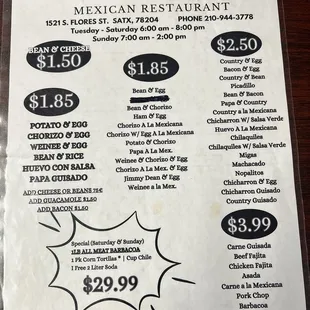 MEXICAN RESTAURANT
1521 S. FLORES ST. SATX, 78204 PHONE 210-944-3778
Tuesday - Saturday 6:00 am - 8:00 pm
Sunday 7:00 am - 2:00 pm
BEAN & CHEESE
$1.50
$1.85
POTATO & EGG
CHORIZO & EGG
WEINEE & EGG
BEAN & RICE
HUEVO CON SALSA
PAPA GUISADO
ADD CHEESE OR BEANS 75¢
ADD GUACAMOLE $1.50
ADD BACON $1.50
$1.85
Bean & Egg
Bean & Chorizo
Ham & Egg
Chorizo W/ Egg A La Mexicana
Potato & Chorizo
Papa A La Mex.
Weinee & Chorizo & Egg
Chorizo & Egg A La Mex.
Jimmy Dean & Egg
Weinee a la Mex.
$2.50
Country & Egg
Bacon & Egg
Country & Bean
Picadillo
Bean & Bacon
Papa & Country
Country a la Mexicana
Chicharron W/ Salsa Verde
Huevo A La Mexicana
Chilaquiles
Chilaquiles W/ Salsa Verde
Migas
Machacado
Nopalitos
Chicharron & Egg
Chicharron Guisado
Country Guisado
$3.99
Carne Guisada
Beef Fajita
Chicken Fajita
Asada
Carne a la Mexicana
Pork Chop
Barbacoa
Special (Saturday & Sunday)
1LB ALL MEAT BARBACOA
1 Pk Corn Tortillas * | Cup Chile
1 Free 2 Liter Soda
$29.99